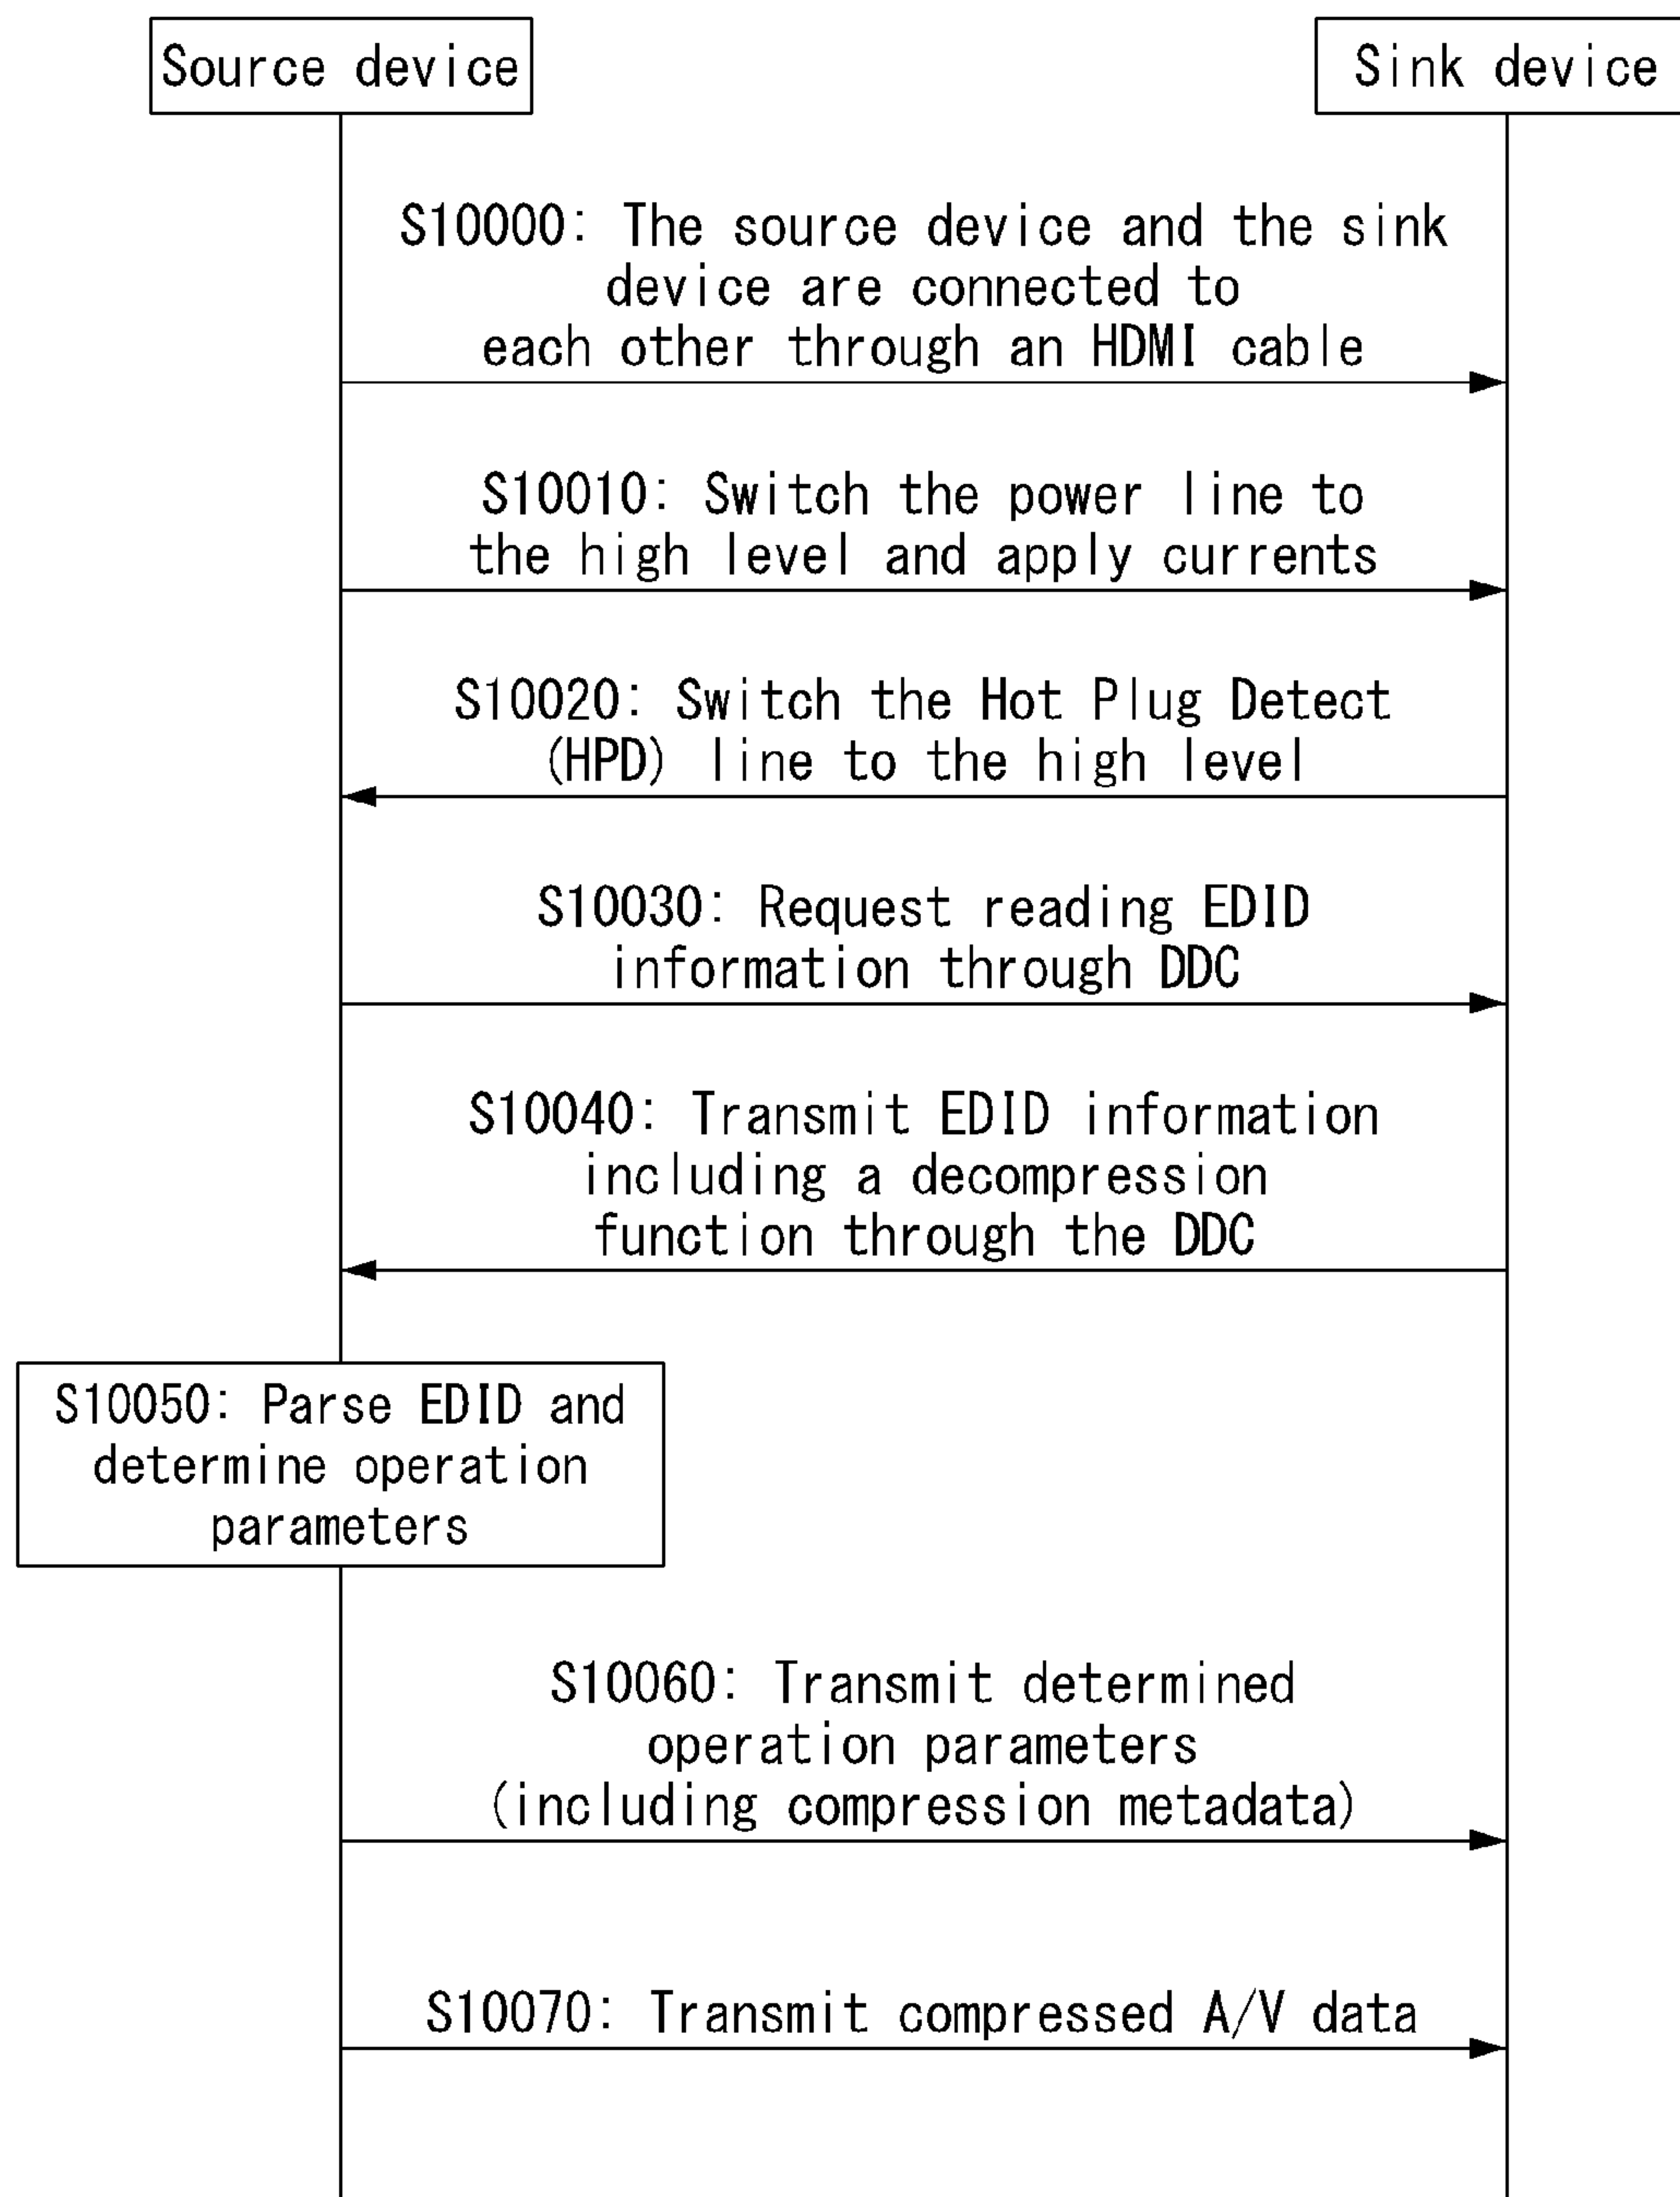 Source device
Sink device
S10000: The source device and the sink
device are connected to
each other through an HDMI cable
S10010: Switch the power line to
the high level and apply currents
S10020: Switch the Hot Plug Detect
(HPD) line to the high level
S10030: Request reading EDID
information through DDC
S10040: Transmit EDID information
including a decompression
function through the DDC
S10050: Parse EDID and
determine operation
parameters
S10060: Transmit determined
operation parameters
(including compression metadata)
S10070: Transmit compressed A/V data